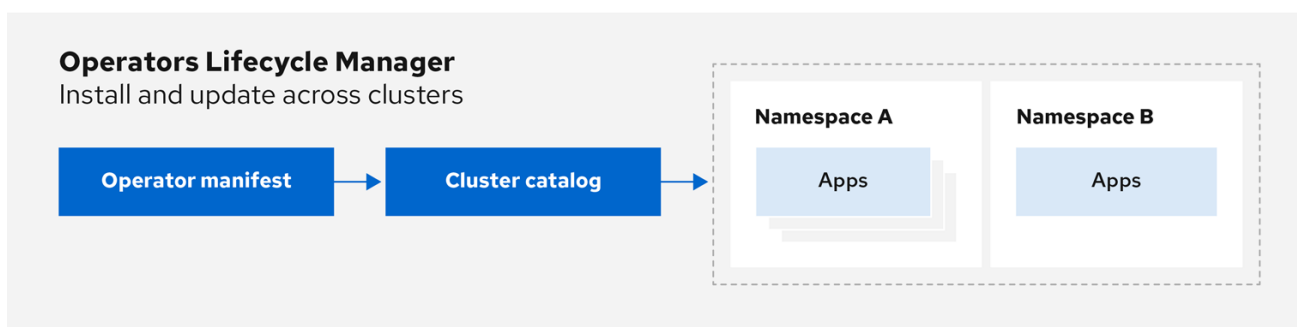 Operators Lifecycle Manager
Install and update across clusters
Operator manifest
Cluster catalog
Namespace A
Apps
Namespace B
Apps